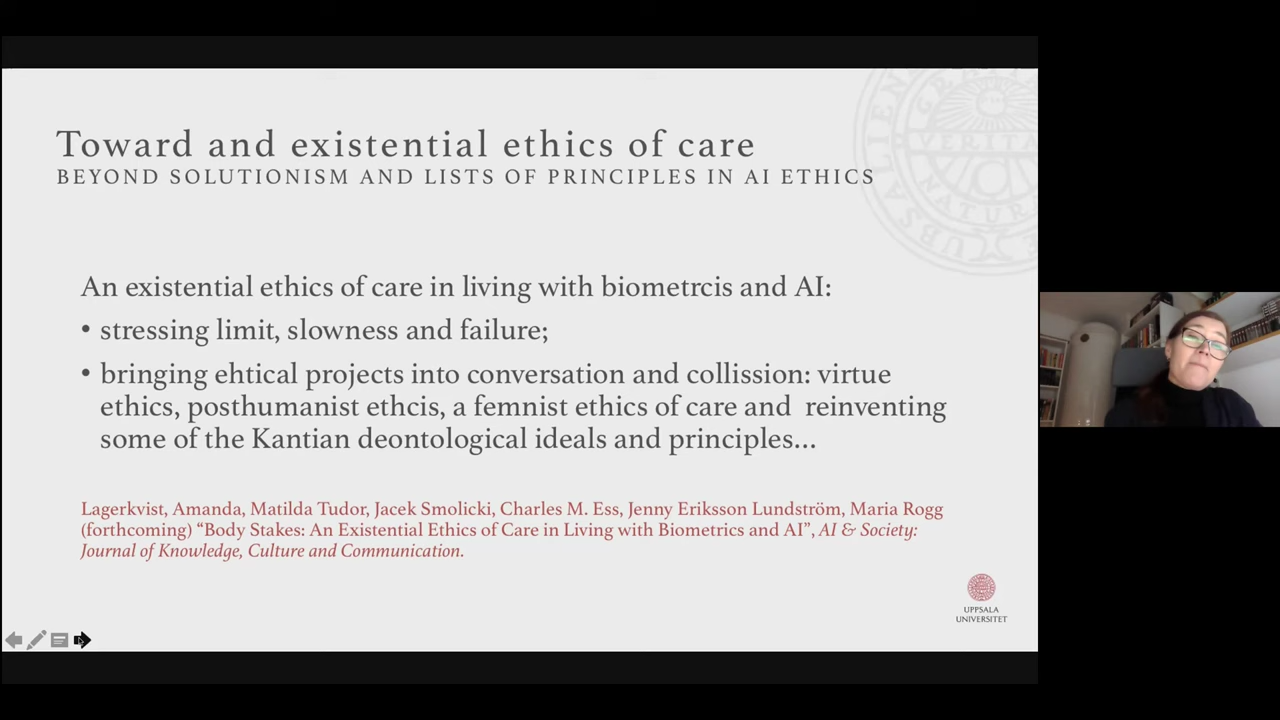 Toward and existential ethics of care
BEYOND SOLUTIONISM AND LISTS OF PRINCIPLES IN AI ETHICS
An existential ethics of care in living with biometrcis and AI:
• stressing limit, slowness and failure;
• bringing ehtical projects into conversation and collission: virtue
ethics, posthumanist ethcis, a femnist ethics of care and reinventing
some of the Kantian deontological ideals and principles...
Lagerkvist, Amanda, Matilda Tudor, Jacek Smolicki, Charles M. Ess, Jenny Eriksson Lundström, Maria Rogg
(forthcoming) “Body Stakes: An Existential Ethics of Care in Living with Biometrics and AI”, AI & Society:
Journal of Knowledge, Culture and Communication.
UPPSALA
UNIVERSITET